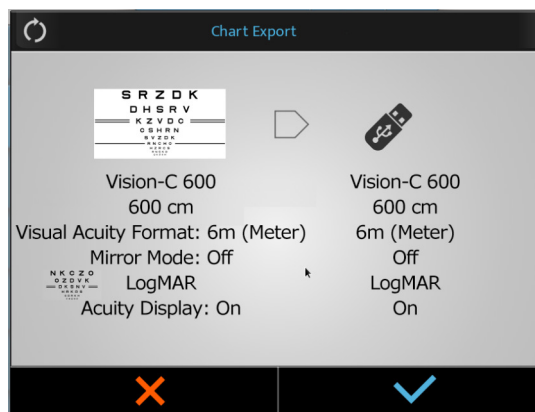 Chart Export
S R Z D K
D H S R V
K Z V D C
C S H R N
S V Z D K
Vision-C 600
600 cm
Visual Acuity Format: 6m (Meter)
Mirror Mode: Off
N K C Z O
O Z D V K
LogMAR
Acuity Display: On
Vision-C 600
600 cm
6m (Meter)
Off
LogMAR
On